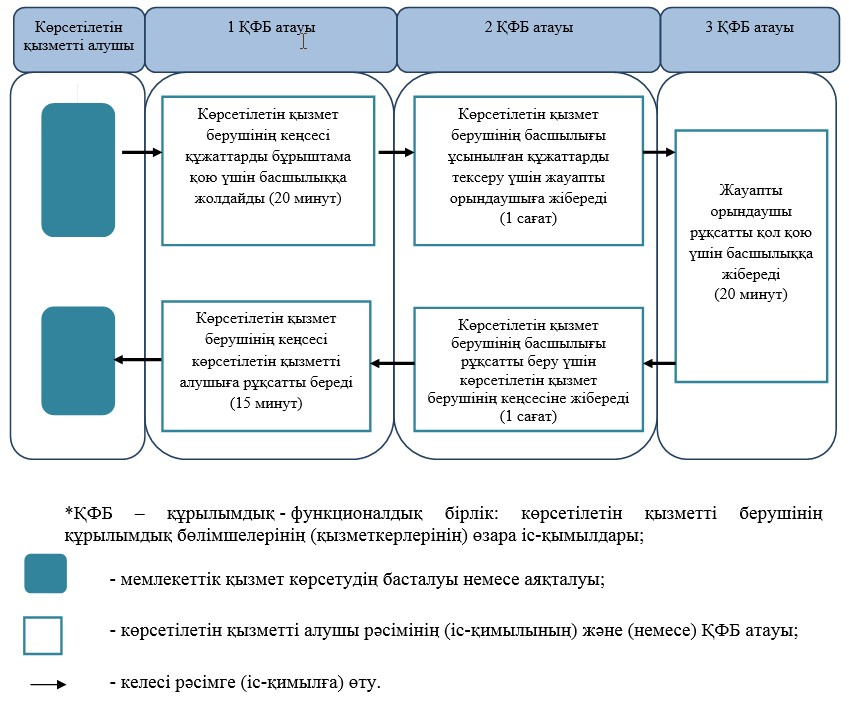 Көрсетілетін
қызметті алушы
1 ҚФБ атауы
2 ҚФБ атауы
3 ҚФБ атауы
Көрсетілетін қызмет
берушінің кеңсесі
құжаттарды бұрыштама
қою үшін басшылыққа
жолдайды (20 минут)
Көрсетілетін қызмет
берушінің басшылығы
ұсынылған құжаттарды
тексеру үшін жауапты
орындаушыға жібереді
(1 сағат)
Жауапты
орындаушы
рұқсатты қол қою
үшін басшылыққа
жібереді
(20 минут)
Көрсетілетін қызмет
берушінің кеңсесі
көрсетілетін қызметті
алушыға рұқсатты береді
(15 минут)
Көрсетілетін қызмет
берушінің басшылығы
рұқсатты беру үшін
көрсетілетін қызмет
берушінің кеңсесіне жібереді
(1 сағат)
*ҚФБ – құрылымдық - функционалдық бірлік: көрсетілетін қызметті берушінің
құрылымдық бөлімшелерінің (қызметкерлерінің) өзара іс-қымылдары;
- мемлекеттік қызмет көрсетудің басталуы немесе аяқталуы;
- көрсетілетін қызметті алушы рәсімінің (іс-қимылының) және (немесе) ҚФБ атауы;
- келесі рәсімге (іс-қимылға) өту.